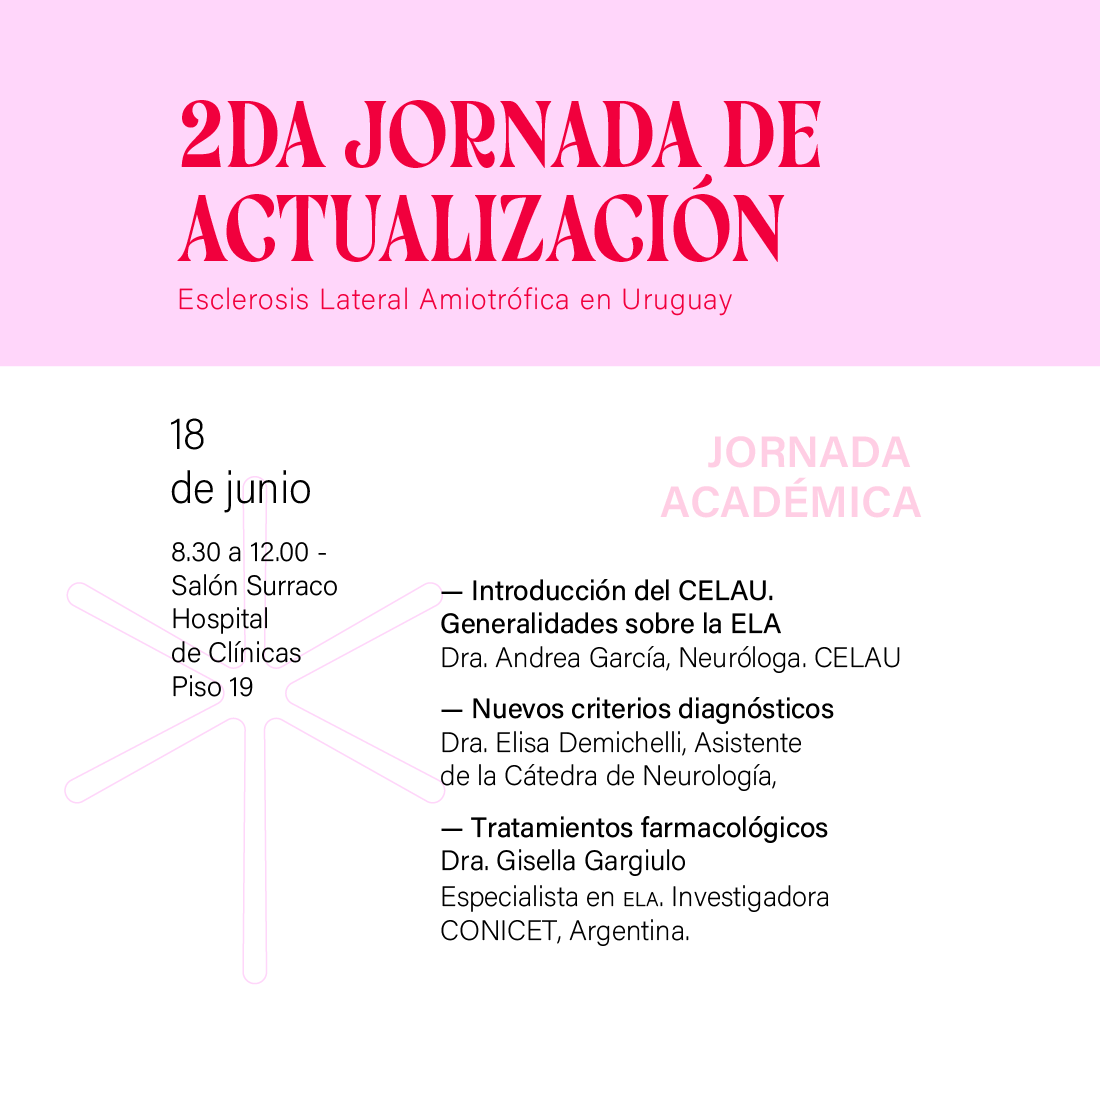 2DA JORNADA DE
ACTUALIZACIÓN
Esclerosis Lateral Amiotrófica en Uruguay
18
de junio
8.30 a 12.00 -
Salón Surraco
Hospital
de Clínicas
Piso 19
JORNADA
ACADÉMICA
— Introducción del CELAU.
Generalidades sobre la ELA
Dra. Andrea García, Neuróloga. CELAU
— Nuevos criterios diagnósticos
Dra. Elisa Demichelli, Asistente
de la Cátedra de Neurología,
— Tratamientos farmacológicos
Dra. Gisella Gargiulo
Especialista en ELA. Investigadora
CONICET, Argentina.